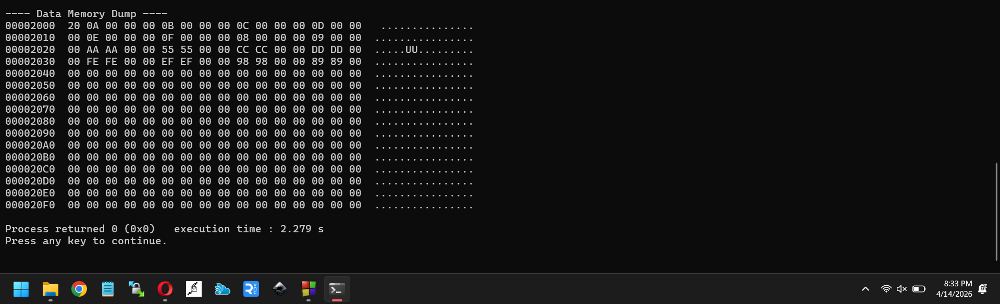 ---- Data Memory Dump ----
00002000  20 0A 00 00 00 0B 00 00 00 0C 00 00 00 0D 00 00    ...............
00002010  00 0E 00 00 00 0F 00 00 00 08 00 00 00 09 00 00   ................
00002020  00 AA AA 00 00 55 55 00 00 CC CC 00 00 DD DD 00   .....UU.........
00002030  00 FE FE 00 00 EF EF 00 00 98 98 00 00 89 89 00   ................
00002040  00 00 00 00 00 00 00 00 00 00 00 00 00 00 00 00   ................
00002050  00 00 00 00 00 00 00 00 00 00 00 00 00 00 00 00   ................
00002060  00 00 00 00 00 00 00 00 00 00 00 00 00 00 00 00   ................
00002070  00 00 00 00 00 00 00 00 00 00 00 00 00 00 00 00   ................
00002080  00 00 00 00 00 00 00 00 00 00 00 00 00 00 00 00   ................
00002090  00 00 00 00 00 00 00 00 00 00 00 00 00 00 00 00   ................
000020A0  00 00 00 00 00 00 00 00 00 00 00 00 00 00 00 00   ................
000020B0  00 00 00 00 00 00 00 00 00 00 00 00 00 00 00 00   ................
000020C0  00 00 00 00 00 00 00 00 00 00 00 00 00 00 00 00   ................
000020D0  00 00 00 00 00 00 00 00 00 00 00 00 00 00 00 00   ................
000020E0  00 00 00 00 00 00 00 00 00 00 00 00 00 00 00 00   ................
000020F0  00 00 00 00 00 00 00 00 00 00 00 00 00 00 00 00   ................
Process returned 0 (0x0)   execution time : 2.279 s
Press any key to continue.
8:33 PM
4/14/2026